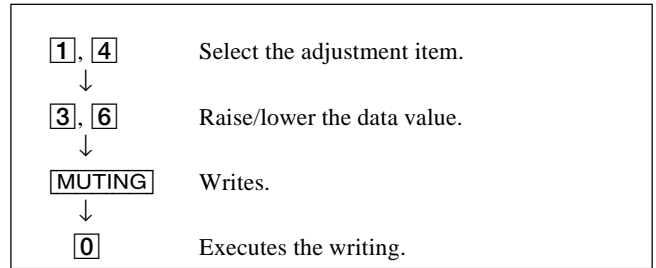 1, 4 Select the adjustment item.
↓
3, 6 Raise/lower the data value.
↓
MUTING Writes.
↓
0 Executes the writing.